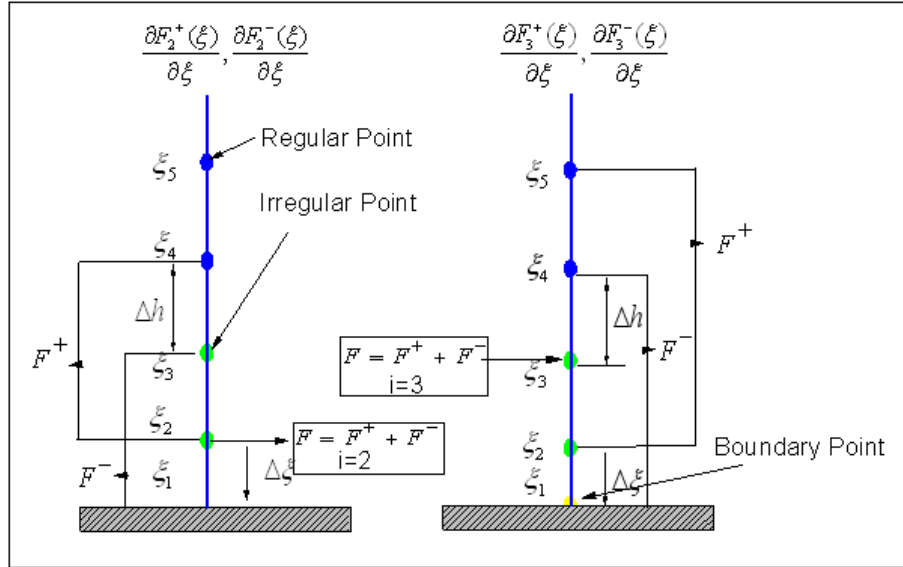 ∂F₂⁺(ξ)/∂ξ , ∂F₂⁻(ξ)/∂ξ
Regular Point
ξ₅
Irregular Point
ξ₄
Δh
F⁺
ξ₃
ξ₂
F = F⁺ + F⁻
i=2
F⁻
ξ₁
Δξ
∂F₃⁺(ξ)/∂ξ , ∂F₃⁻(ξ)/∂ξ
ξ₅
F⁺
ξ₄
Δh
F = F⁺ + F⁻
i=3
F⁻
ξ₃
ξ₂
Boundary Point
ξ₁
Δξ